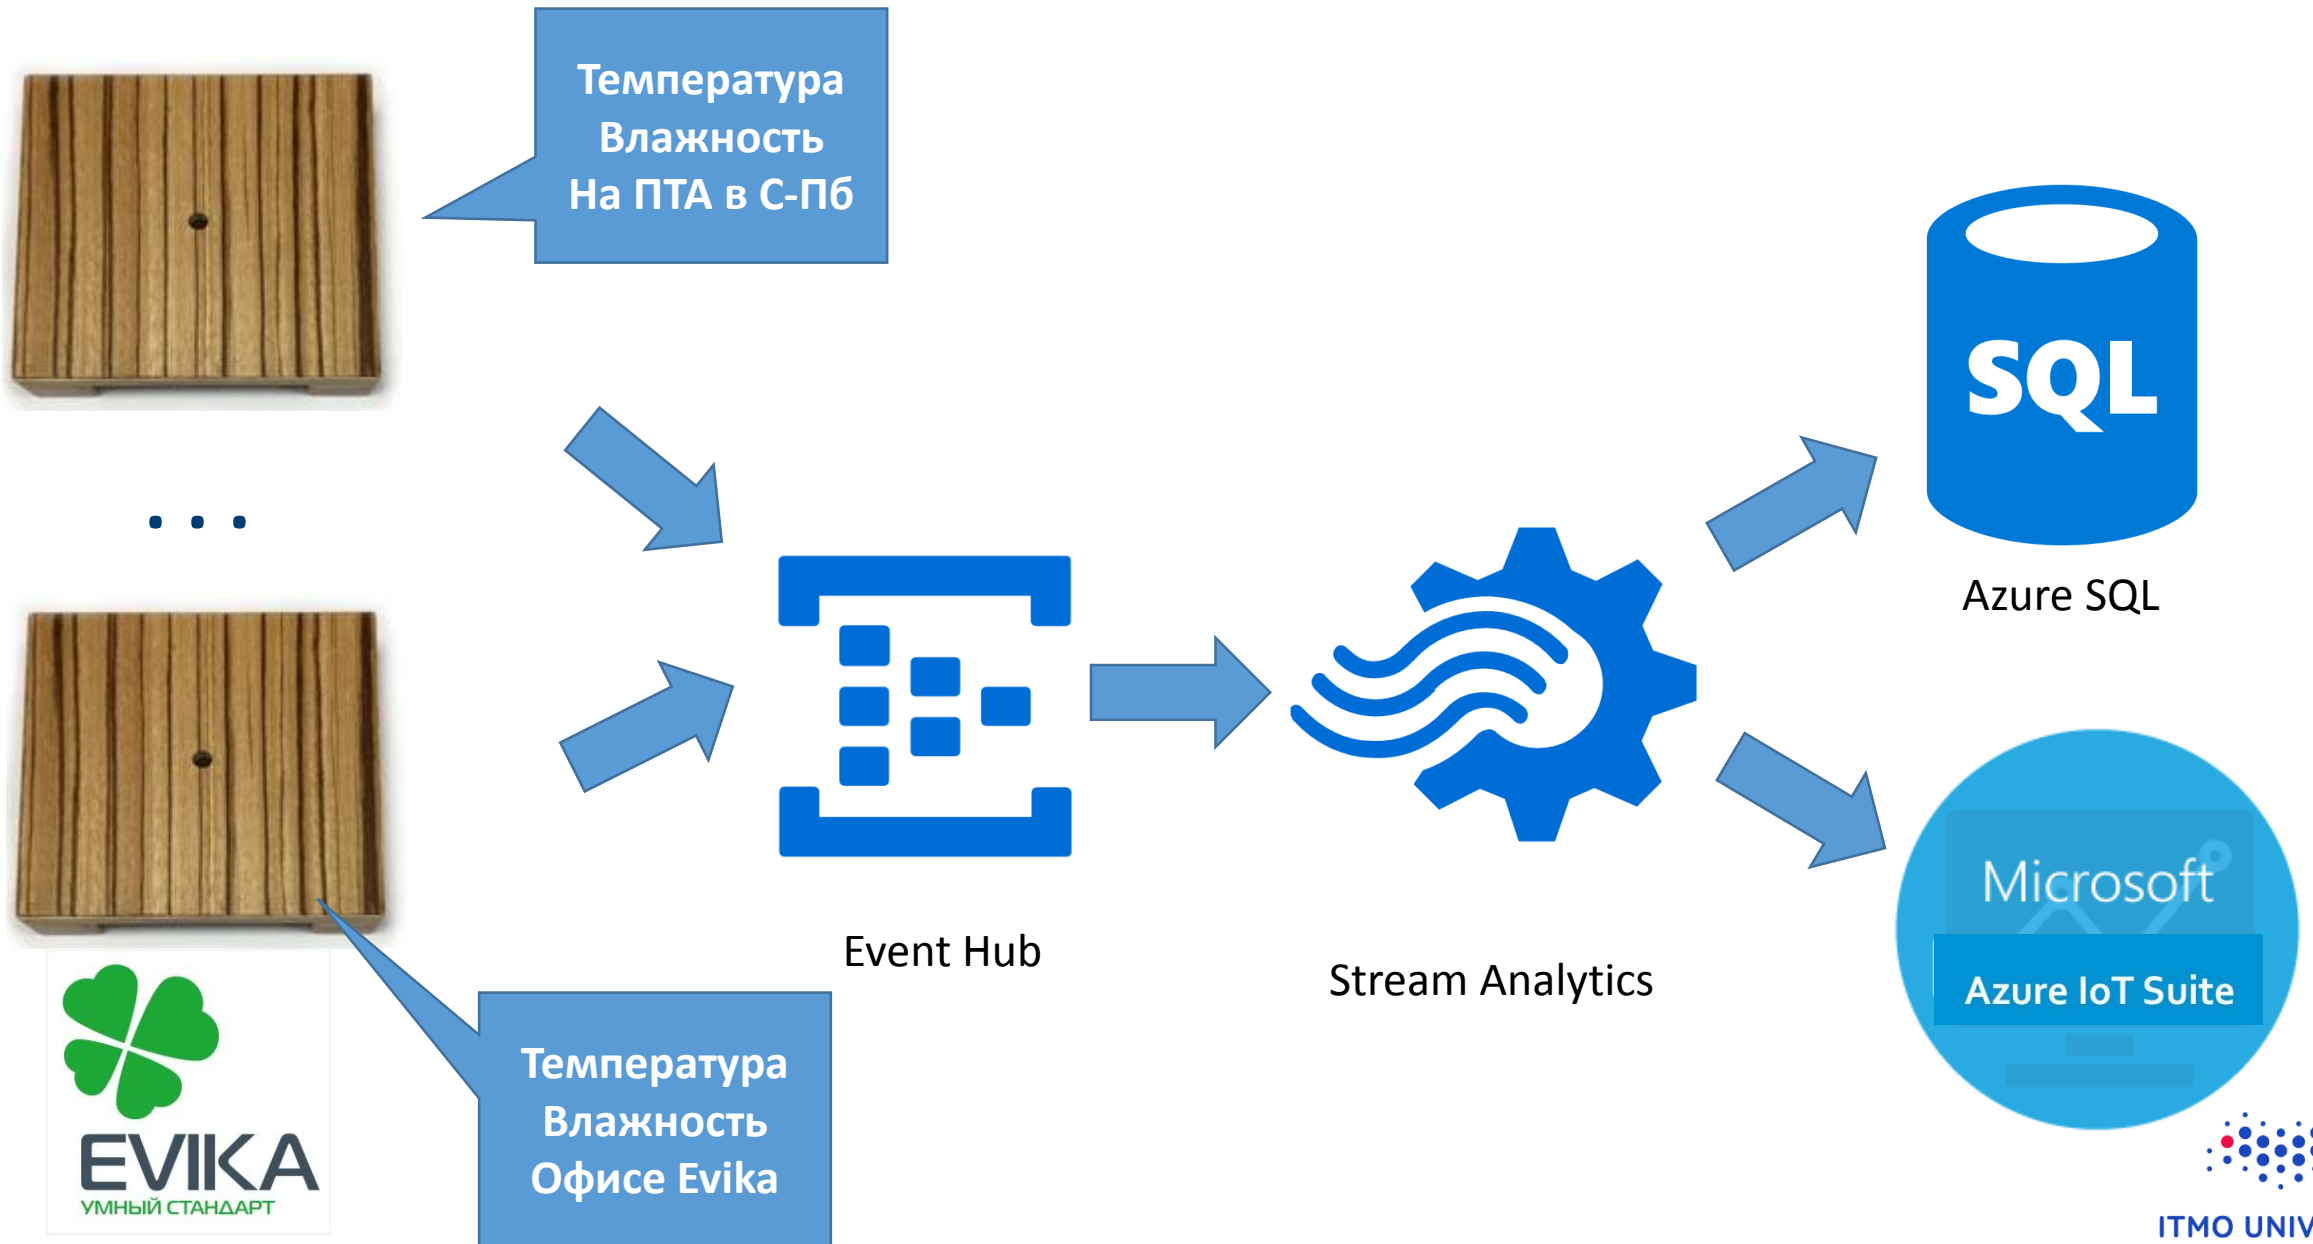 Температура
Влажность
На ПТА в С-Пб
SQL
Azure SQL
. . .
Event Hub
Stream Analytics
Microsoft
Azure IoT Suite
Температура
Влажность
Офисе Evika
EVIKA
УМНЫЙ СТАНДАРТ
ITMO UNIV